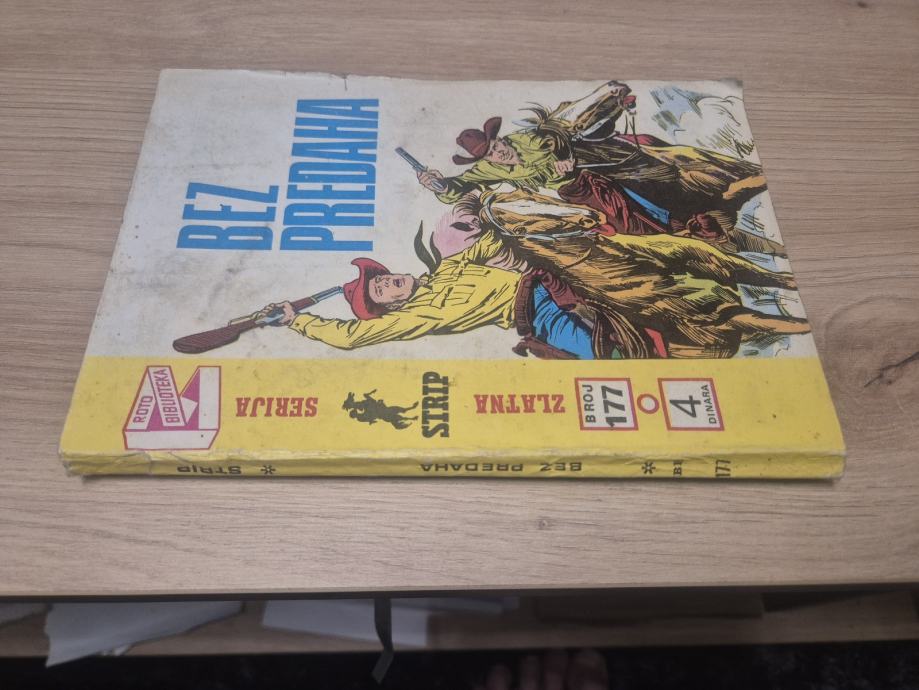 BEZ
PREDAHA
ROTO
BIBLIOTEKA
ZLATNA
SERIJA
STRIP
BROJ
177
4
DINARA
STRIP * BEZ PREDAHA * 177